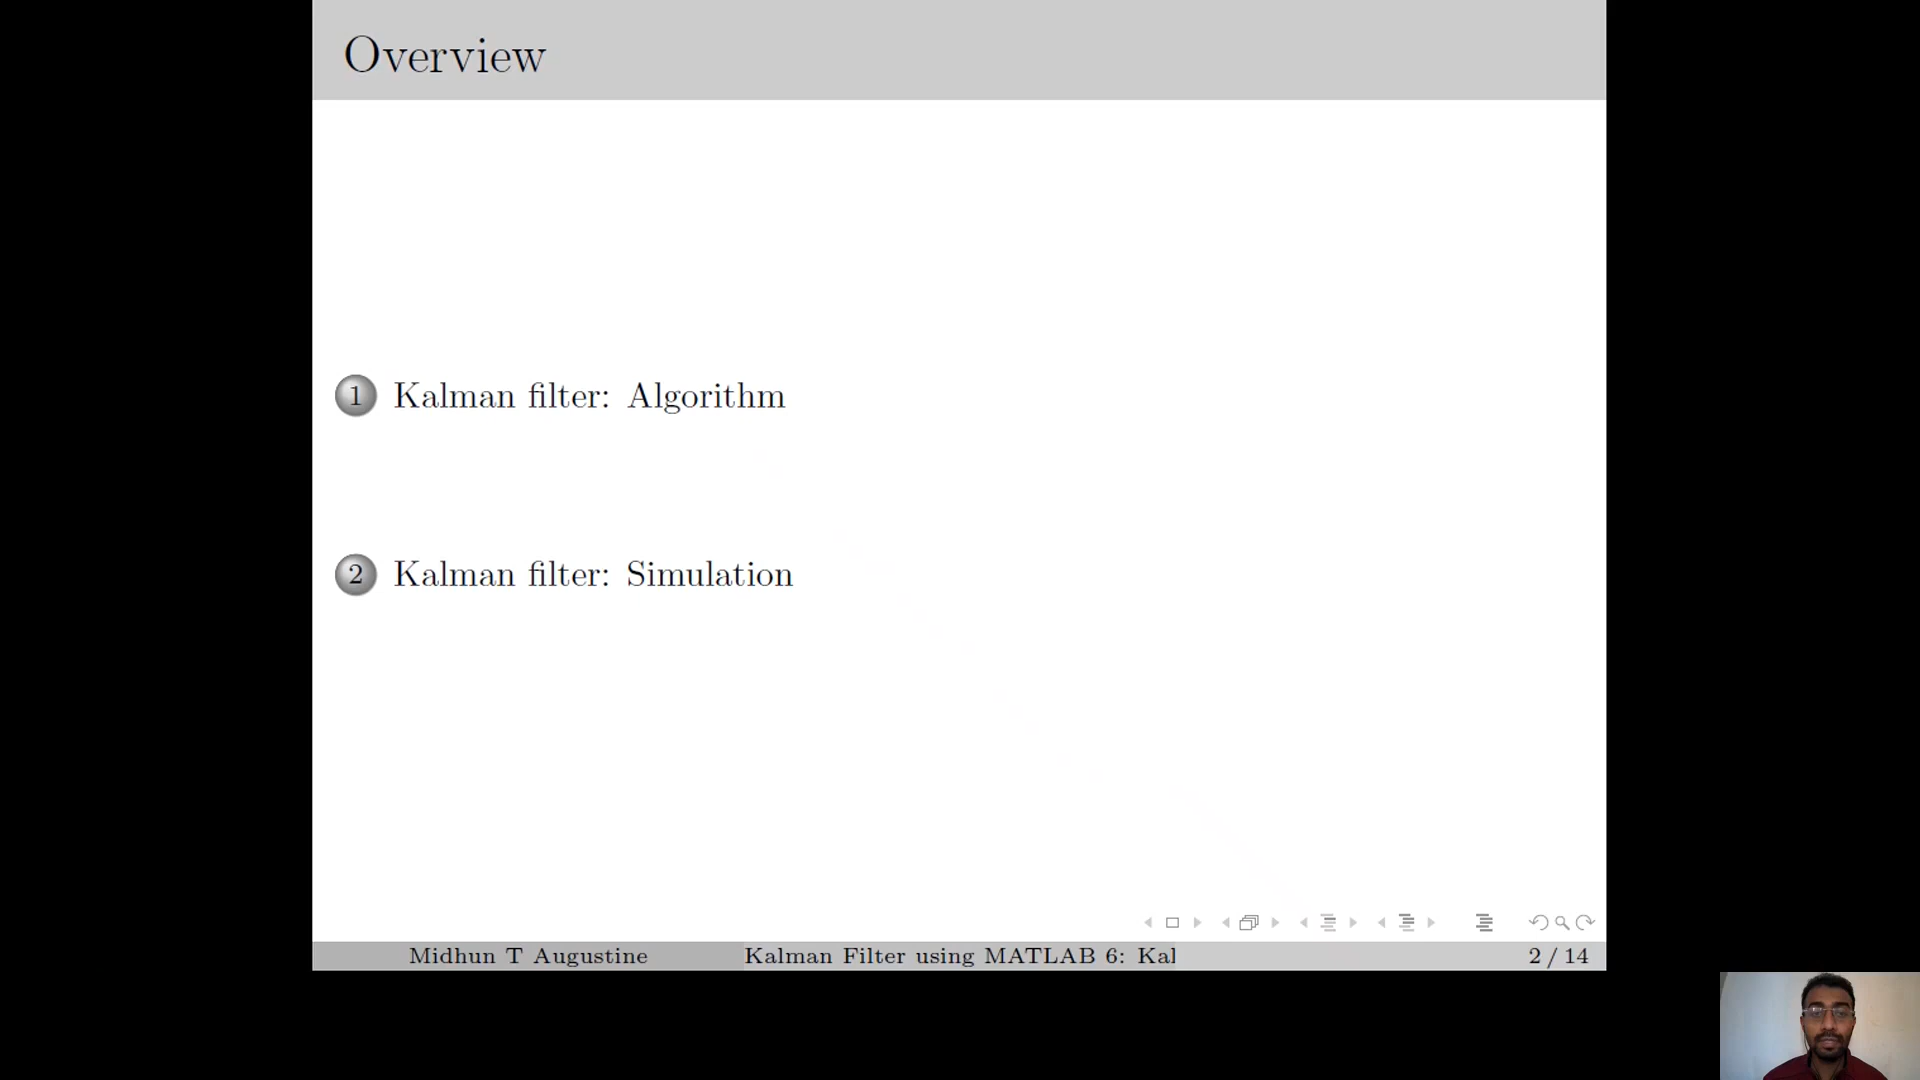 Overview
1 Kalman filter: Algorithm
2 Kalman filter: Simulation
Midhun T Augustine Kalman Filter using MATLAB 6: Kal 2 / 14